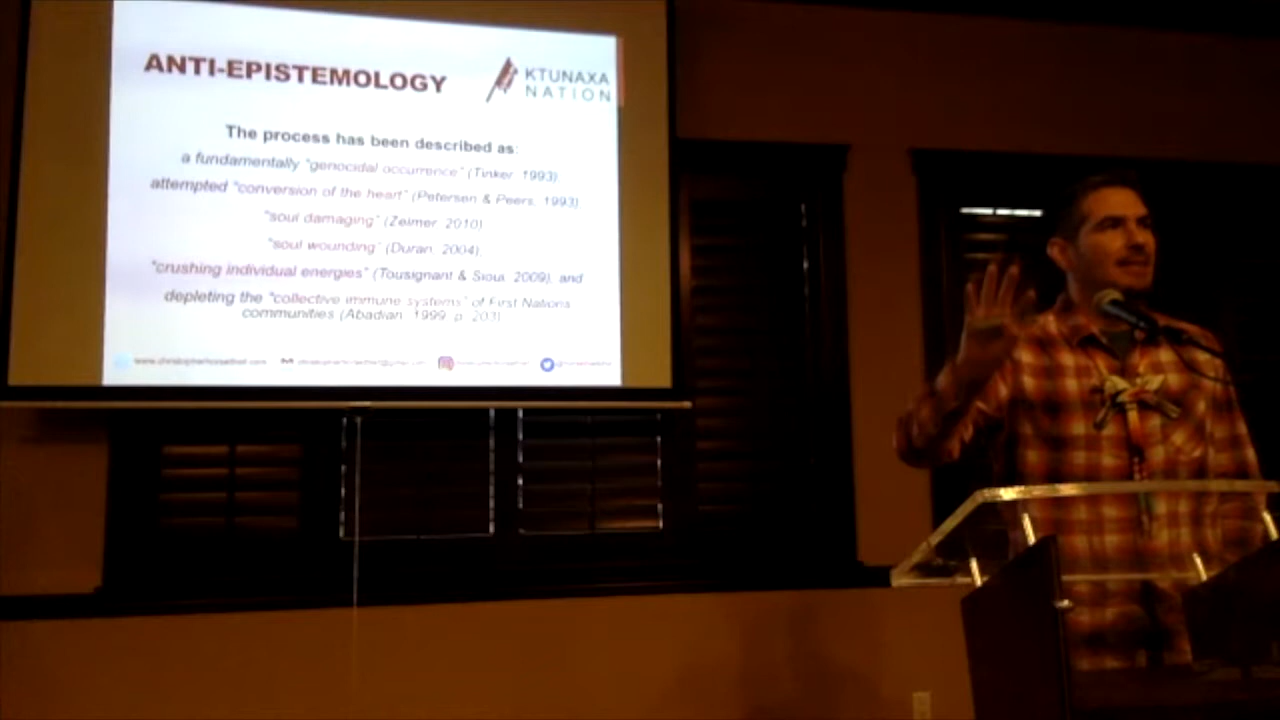 ANTI-EPISTEMOLOGY
KTUNAXA
NATION
The process has been described as:
a fundamentally "genocidal occurrence" (Tinker, 1993)
attempted "conversion of the heart" (Petersen & Peers, 1993)
"soul damaging" (Zeimer, 2010)
"soul wounding" (Duran, 2004),
"crushing individual energies" (Tousignant & Sioui, 2009), and
depleting the "collective immune systems" of First Nations
communities (Abadian, 1999, p. 203)